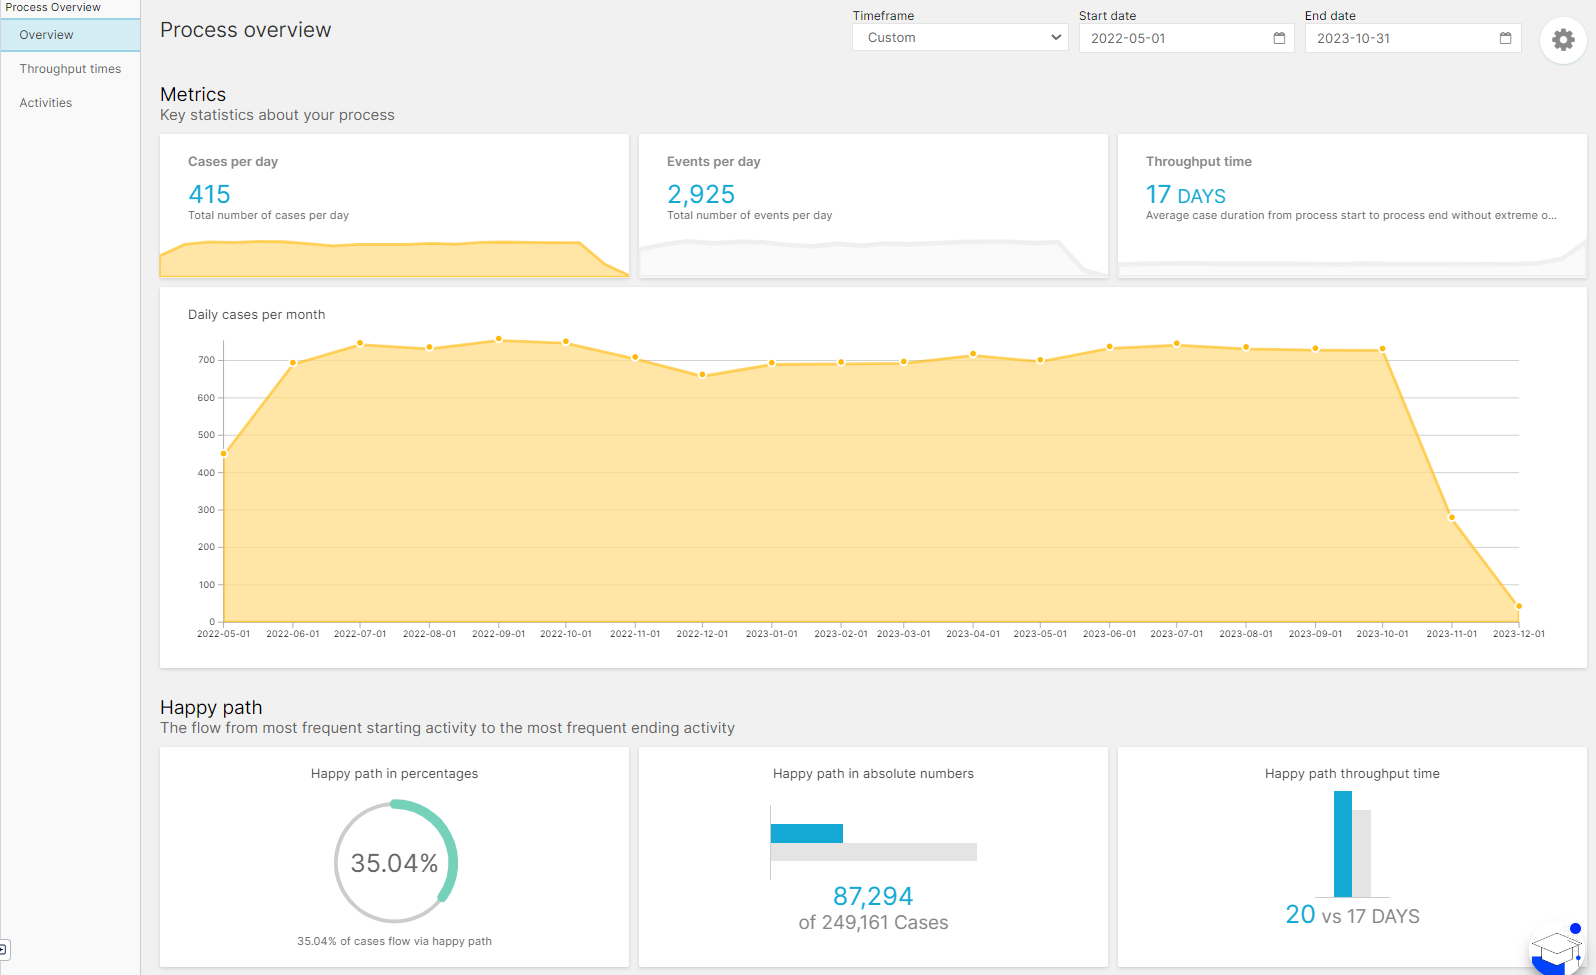 Process Overview
Overview
Throughput times
Activities
Process overview
Timeframe
Custom
Start date
2022-05-01
End date
2023-10-31
Metrics
Key statistics about your process
Cases per day
415
Total number of cases per day
Events per day
2,925
Total number of events per day
Throughput time
17 DAYS
Average case duration from process start to process end without extreme o...
Daily cases per month
700
600
500
400
300
200
100
0
2022-05-01 2022-06-01 2022-07-01 2022-08-01 2022-09-01 2022-10-01 2022-11-01 2022-12-01 2023-01-01 2023-02-01 2023-03-01 2023-04-01 2023-05-01 2023-06-01 2023-07-01 2023-08-01 2023-09-01 2023-10-01 2023-11-01 2023-12-01
Happy path
The flow from most frequent starting activity to the most frequent ending activity
Happy path in percentages
35.04%
35.04% of cases flow via happy path
Happy path in absolute numbers
87,294
of 249,161 Cases
Happy path throughput time
20 vs 17 DAYS